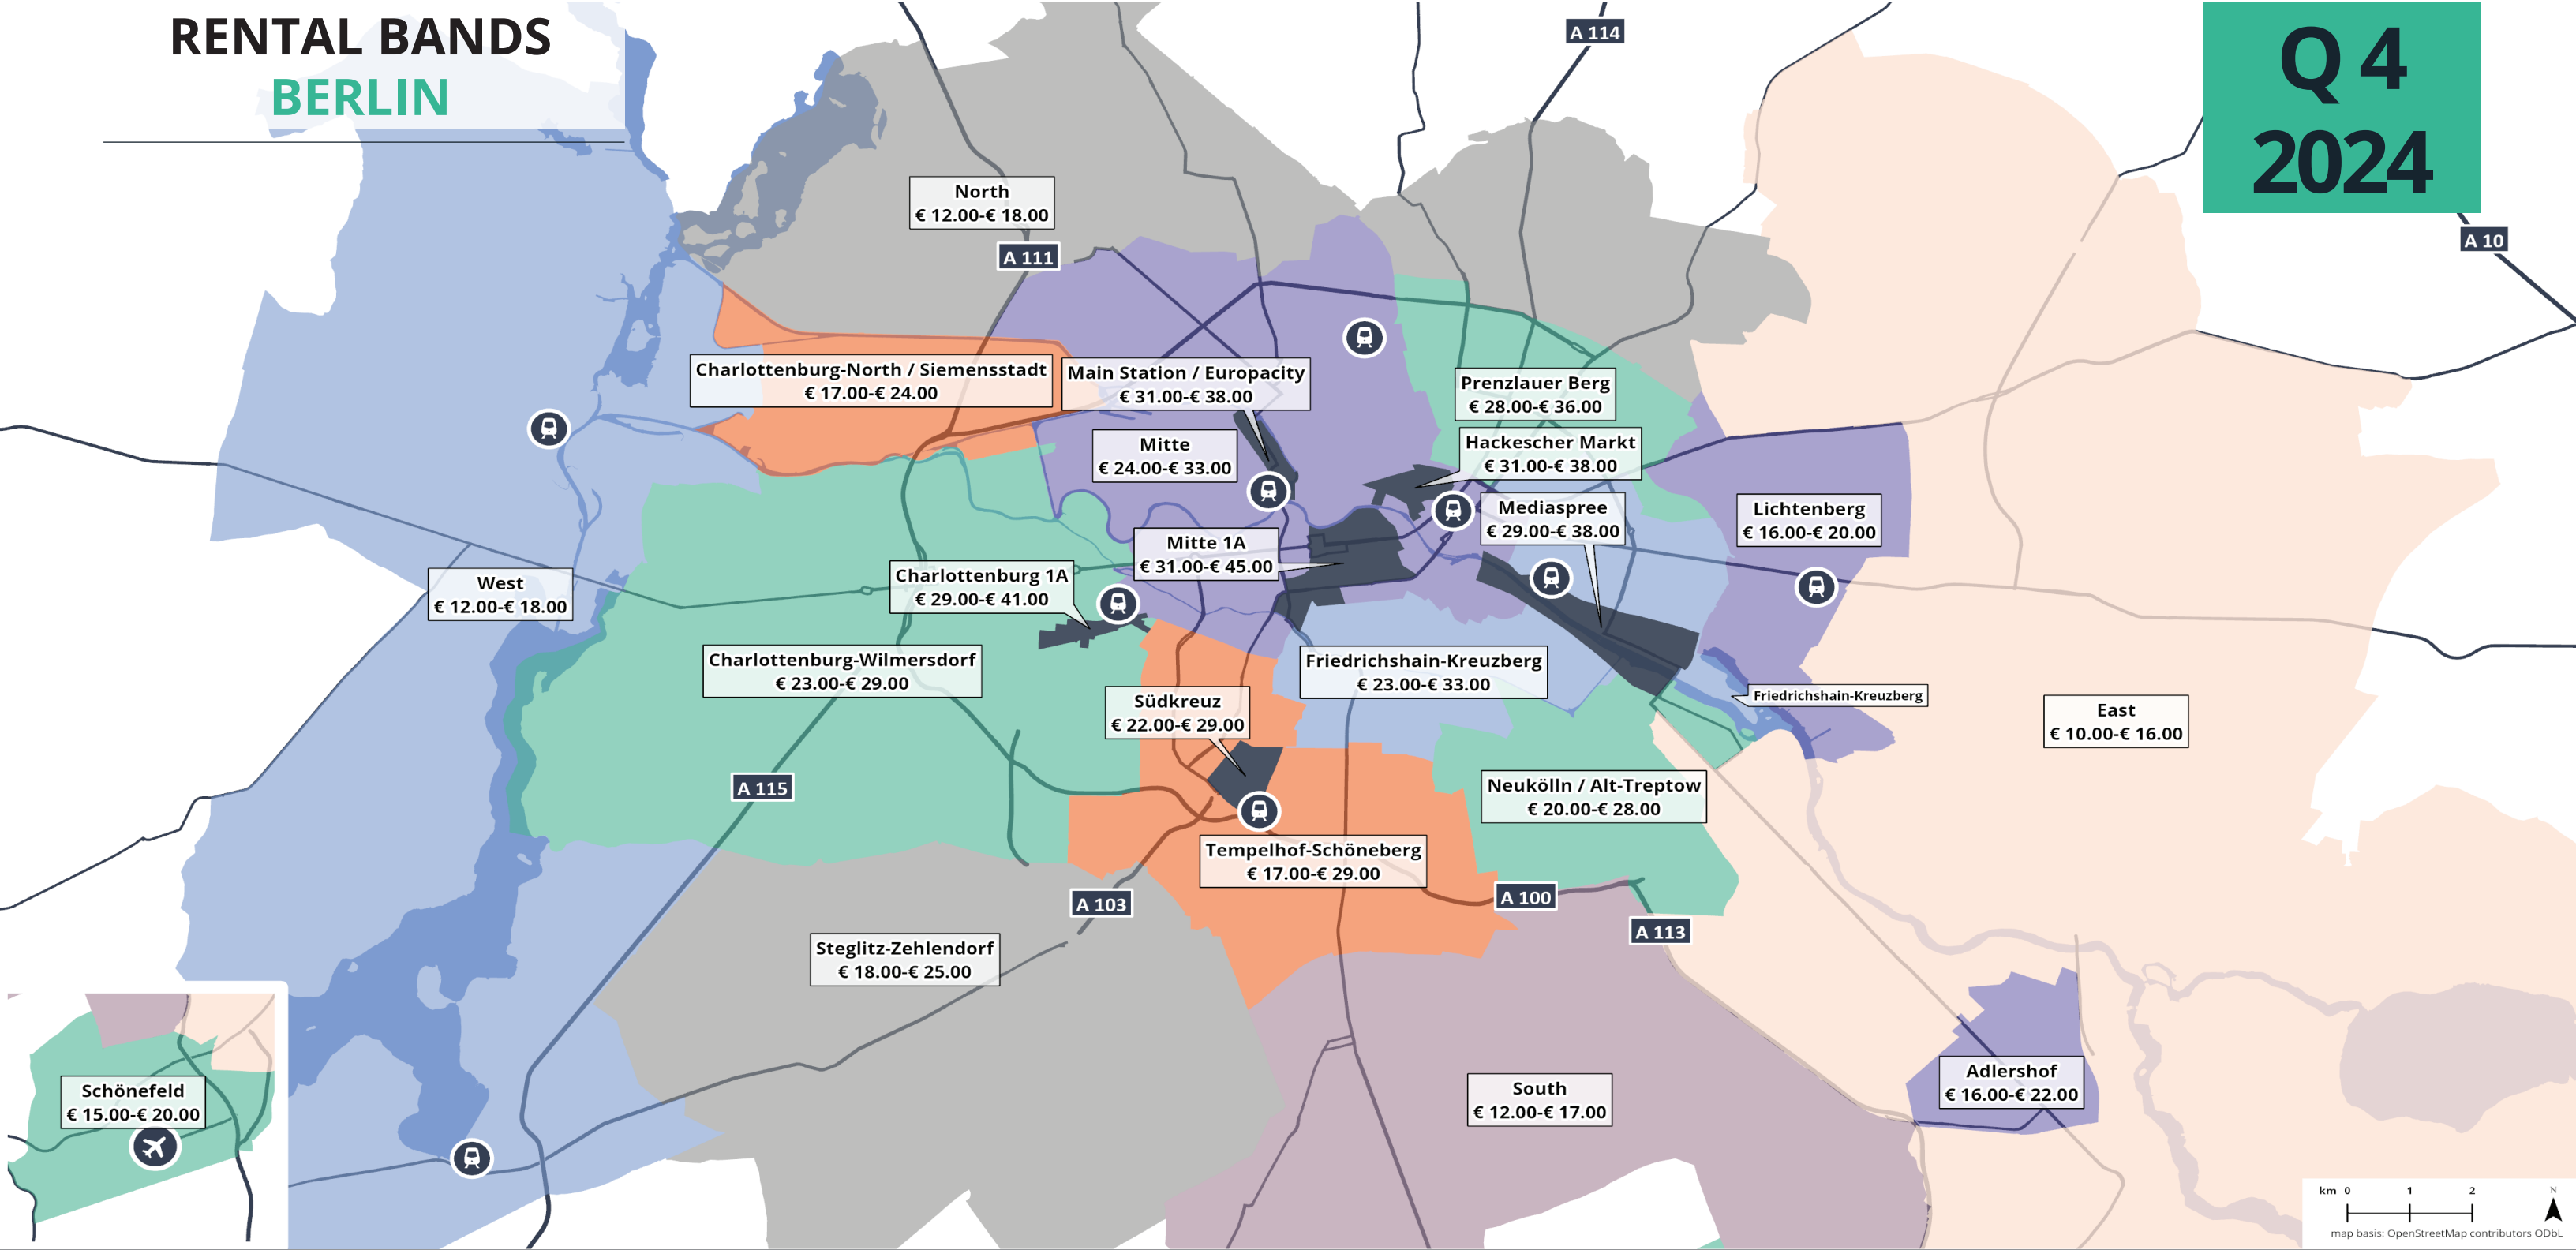 RENTAL BANDS
BERLIN
Q 4
2024
A 114
A 10
North
€ 12.00-€ 18.00
A 111
Charlottenburg-North / Siemensstadt
€ 17.00-€ 24.00
Main Station / Europacity
€ 31.00-€ 38.00
Prenzlauer Berg
€ 28.00-€ 36.00
Mitte
€ 24.00-€ 33.00
Hackescher Markt
€ 31.00-€ 38.00
Mediaspree
€ 29.00-€ 38.00
Lichtenberg
€ 16.00-€ 20.00
Mitte 1A
€ 31.00-€ 45.00
Charlottenburg 1A
€ 29.00-€ 41.00
West
€ 12.00-€ 18.00
Charlottenburg-Wilmersdorf
€ 23.00-€ 29.00
Friedrichshain-Kreuzberg
€ 23.00-€ 33.00
Friedrichshain-Kreuzberg
Südkreuz
€ 22.00-€ 29.00
East
€ 10.00-€ 16.00
A 115
Neukölln / Alt-Treptow
€ 20.00-€ 28.00
Tempelhof-Schöneberg
€ 17.00-€ 29.00
A 103
A 100
A 113
Steglitz-Zehlendorf
€ 18.00-€ 25.00
Schönefeld
€ 15.00-€ 20.00
South
€ 12.00-€ 17.00
Adlershof
€ 16.00-€ 22.00
km 0 1 2 N
map basis: OpenStreetMap contributors ODbL